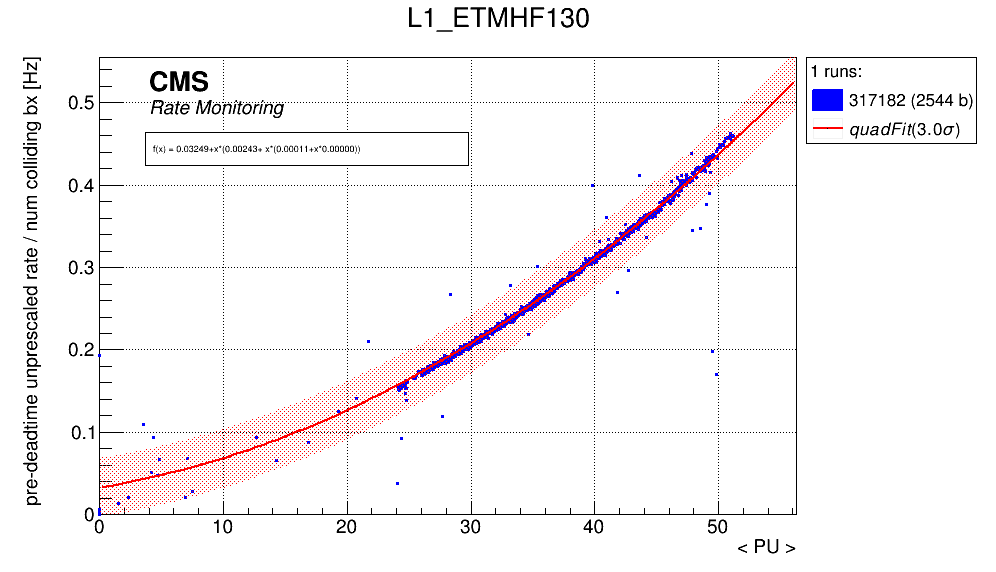 L1_ETMHF130
pre-deadtime unprescaled rate / num colliding bx [Hz]
CMS
Rate Monitoring
f(x) = 0.03249+x*(0.00243+ x*(0.00011+x*0.00000))
1 runs:
317182 (2544 b)
quadFit(3.0σ)
0.5
0.4
0.3
0.2
0.1
0
0 10 20 30 40 50
< PU >